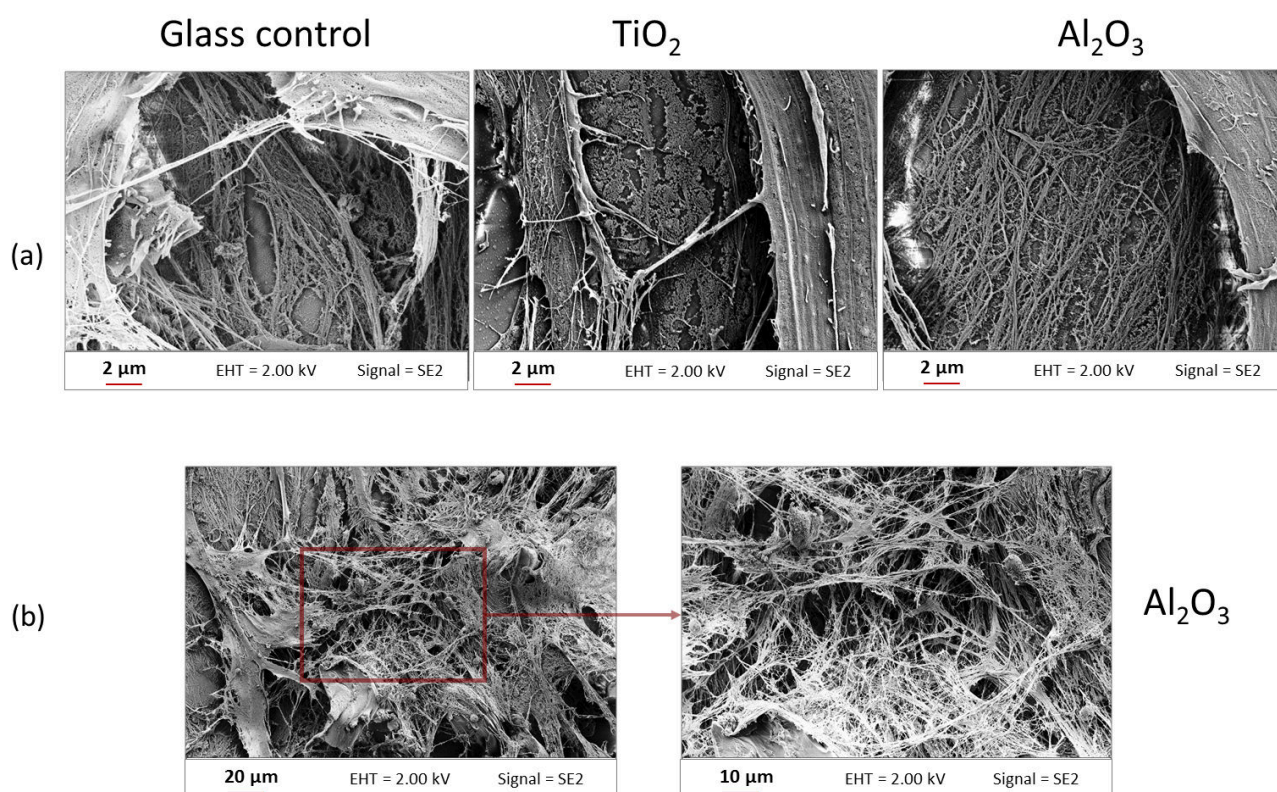 Glass control
TiO₂
Al₂O₃
(a)
2 µm EHT = 2.00 kV Signal = SE2
2 µm EHT = 2.00 kV Signal = SE2
2 µm EHT = 2.00 kV Signal = SE2
(b)
Al₂O₃
20 µm EHT = 2.00 kV Signal = SE2
10 µm EHT = 2.00 kV Signal = SE2